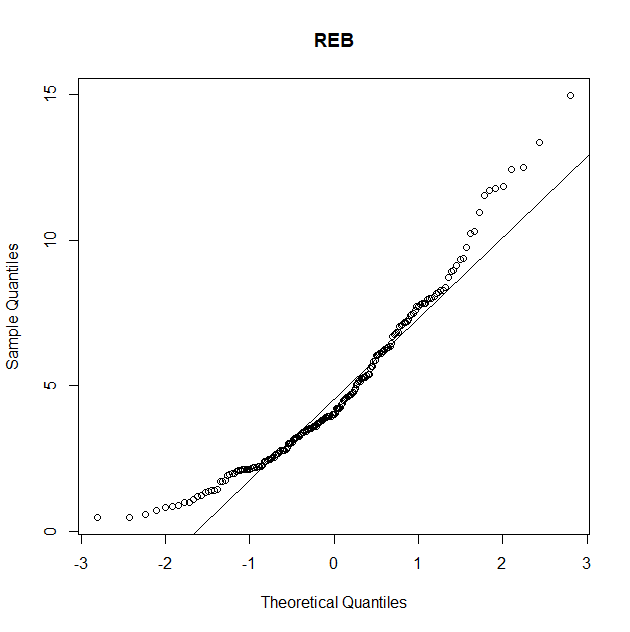 REB
15
10
5
0
Sample Quantiles
-3 -2 -1 0 1 2 3
Theoretical Quantiles